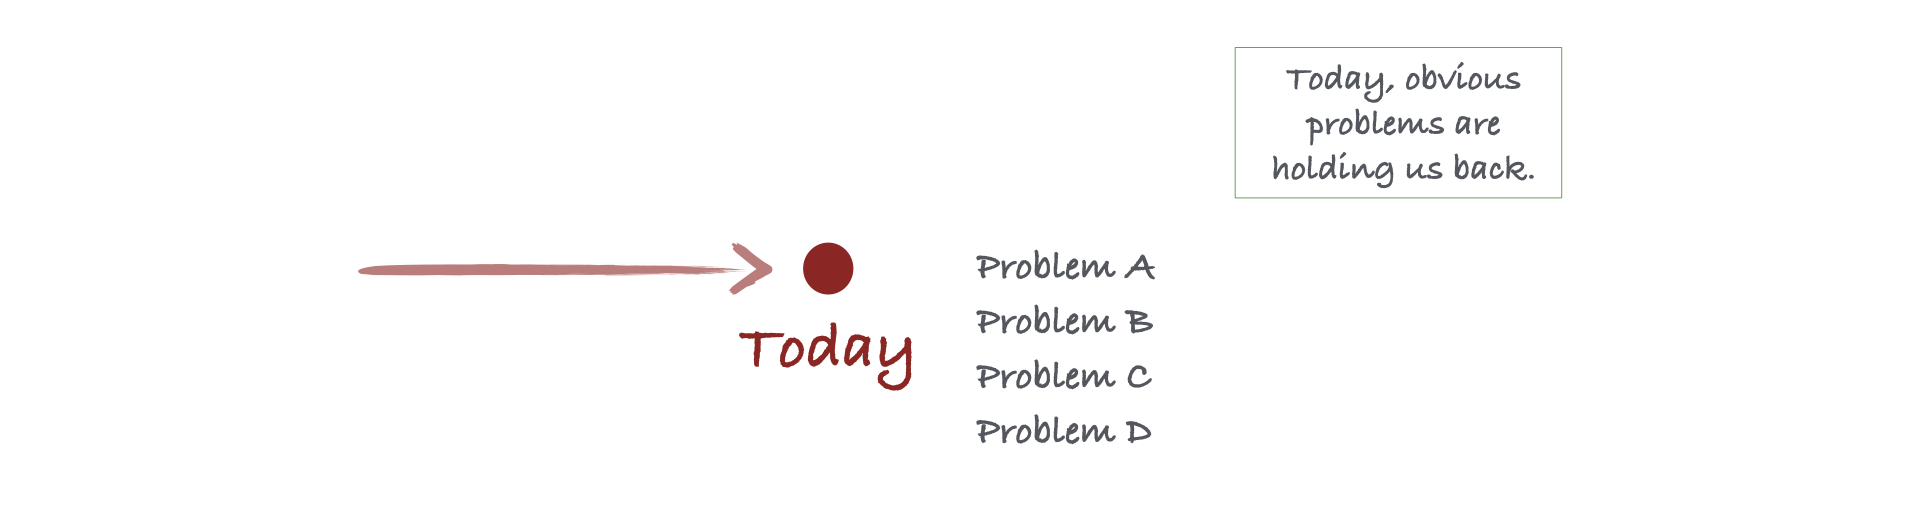 Today, obvious
problems are
holding us back.
Today
Problem A
Problem B
Problem C
Problem D